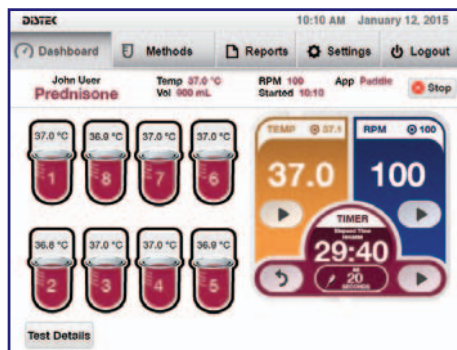 DISTEK 10:10 AM January 12, 2015
Dashboard Methods Reports Settings Logout
John User Temp 37.0 °C RPM 100 App Paddle Stop
Prednisone Vol 900 mL Started 10:10
37.0 °C 36.9 °C 37.0 °C 37.0 °C
1 8 7 6
36.8 °C 37.0 °C 37.0 °C 36.9 °C
2 3 4 5
TEMP 37.1 RPM 100
37.0 100
TIMER
Elapsed Time
29:40
20
SECONDS
Test Details